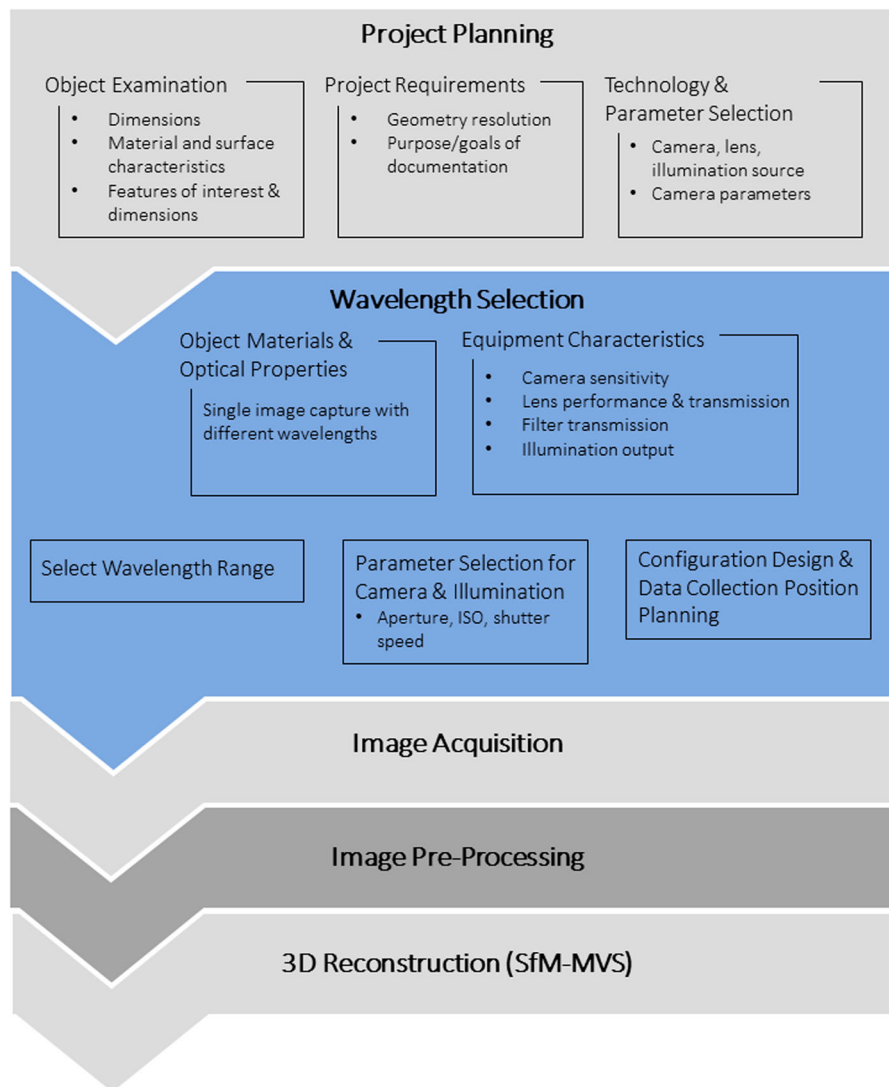 Project Planning
Object Examination
• Dimensions
• Material and surface
characteristics
• Features of interest &
dimensions
Project Requirements
• Geometry resolution
• Purpose/goals of
documentation
Technology &
Parameter Selection
• Camera, lens,
illumination source
• Camera parameters
Wavelength Selection
Object Materials &
Optical Properties
Single image capture with
different wavelengths
Equipment Characteristics
• Camera sensitivity
• Lens performance & transmission
• Filter transmission
• Illumination output
Select Wavelength Range
Parameter Selection for
Camera & Illumination
• Aperture, ISO, shutter
speed
Configuration Design &
Data Collection Position
Planning
Image Acquisition
Image Pre-Processing
3D Reconstruction (SfM-MVS)